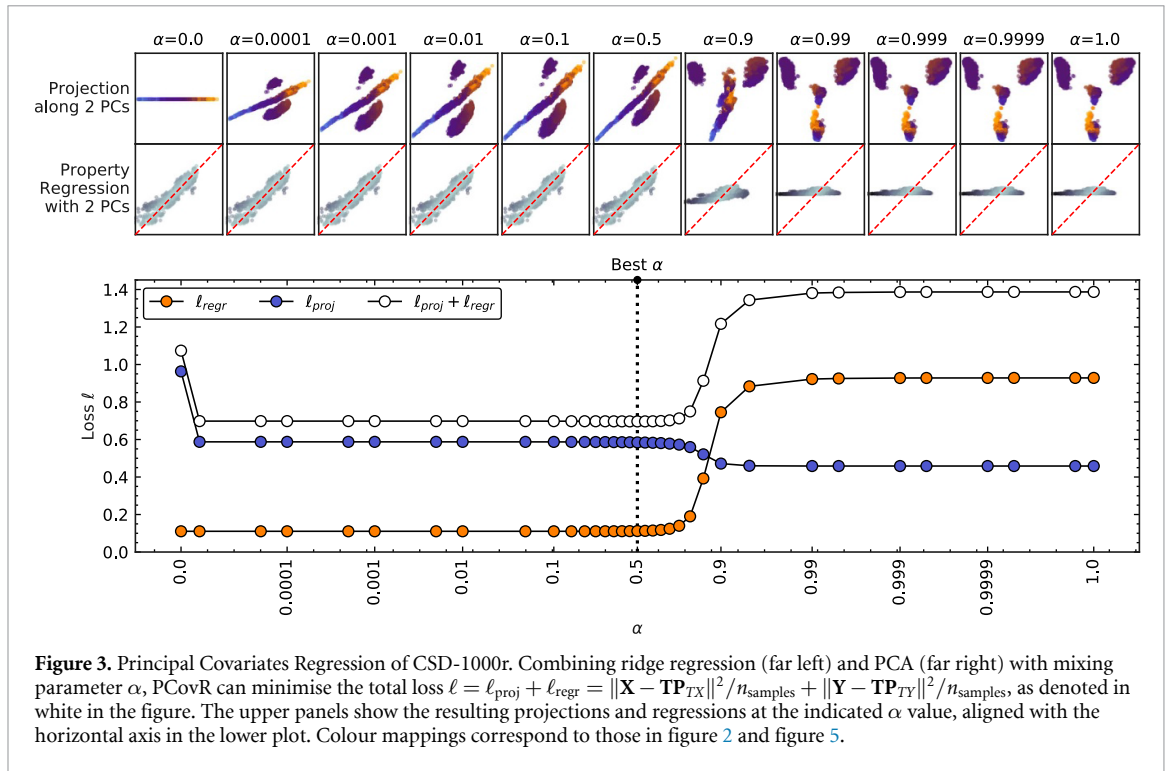 α=0.0 α=0.0001 α=0.001 α=0.01 α=0.1 α=0.5 α=0.9 α=0.99 α=0.999 α=0.9999 α=1.0
Projection
along 2 PCs
Property
Regression
with 2 PCs
Best α
ℓ_regr ℓ_proj ℓ_proj + ℓ_regr
1.4
1.2
1.0
0.8
0.6
0.4
0.2
0.0
Loss ℓ
0.0 0.0001 0.001 0.01 0.1 0.5 0.9 0.99 0.999 0.9999 1.0
α
Figure 3. Principal Covariates Regression of CSD-1000r. Combining ridge regression (far left) and PCA (far right) with mixing
parameter α, PCovR can minimise the total loss ℓ = ℓ_proj + ℓ_regr = ‖X − TP_TX‖²/n_samples + ‖Y − TP_TY‖²/n_samples, as denoted in
white in the figure. The upper panels show the resulting projections and regressions at the indicated α value, aligned with the
horizontal axis in the lower plot. Colour mappings correspond to those in figure 2 and figure 5.